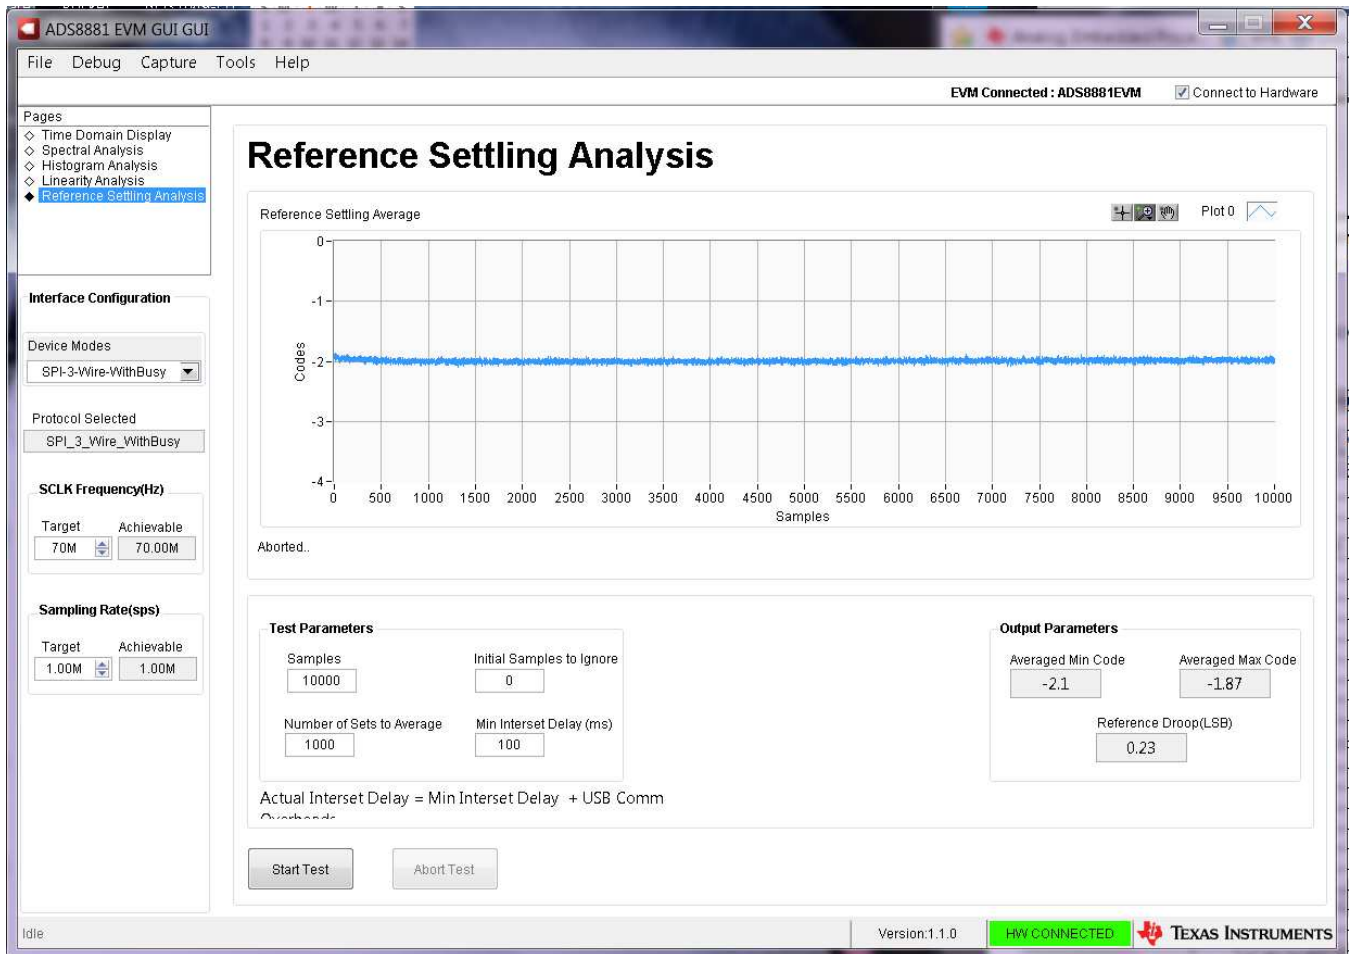 ADS8881 EVM GUI GUI
File Debug Capture Tools Help
EVM Connected : ADS8881EVM Connect to Hardware
Pages
Time Domain Display
Spectral Analysis
Histogram Analysis
Linearity Analysis
Reference Settling Analysis
Interface Configuration
Device Modes
SPI-3-Wire-WithBusy
Protocol Selected
SPI_3_Wire_WithBusy
SCLK Frequency(Hz)
Target Achievable
70M 70.00M
Sampling Rate(sps)
Target Achievable
1.00M 1.00M
Reference Settling Analysis
Reference Settling Average Plot 0
0
-1
-2
-3
-4
Codes
0 500 1000 1500 2000 2500 3000 3500 4000 4500 5000 5500 6000 6500 7000 7500 8000 8500 9000 9500 10000
Samples
Aborted..
Test Parameters
Samples Initial Samples to Ignore
10000 0
Number of Sets to Average Min Interset Delay (ms)
1000 100
Actual Interset Delay = Min Interset Delay + USB Comm
Output Parameters
Averaged Min Code Averaged Max Code
-2.1 -1.87
Reference Droop(LSB)
0.23
Start Test Abort Test
Idle Version:1.1.0 HW CONNECTED TEXAS INSTRUMENTS